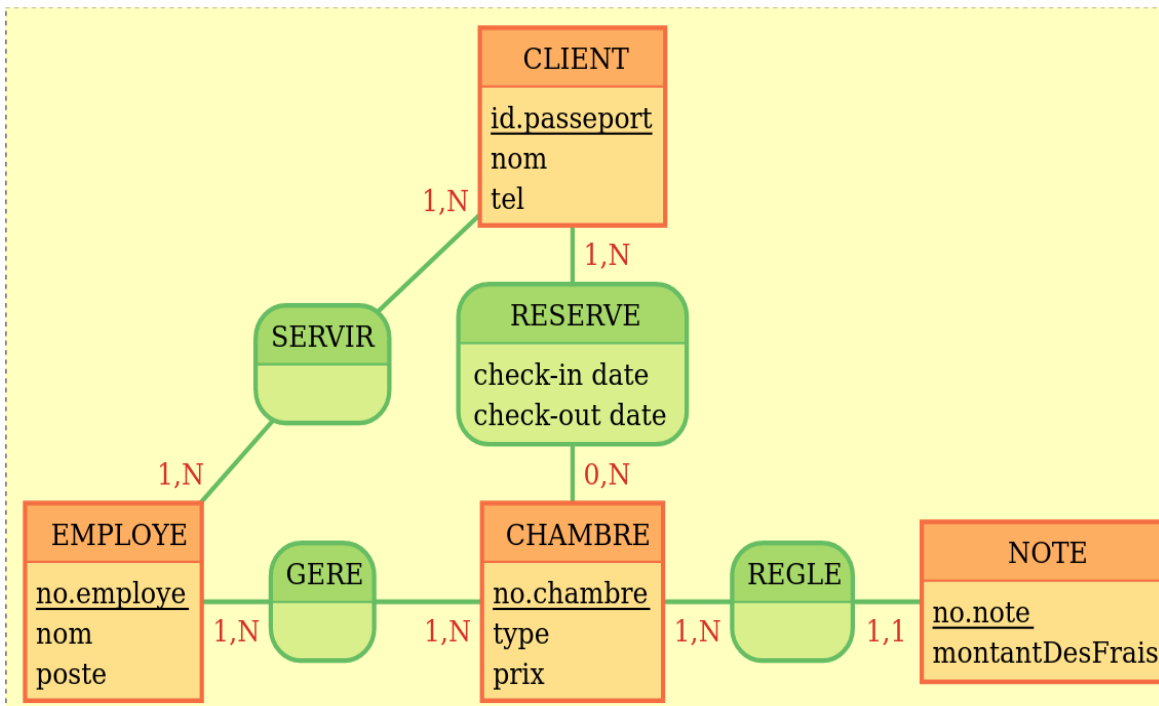 CLIENT
id.passeport
nom
tel
1,N
1,N
SERVIR
RESERVE
check-in date
check-out date
1,N
0,N
EMPLOYE
no.employe
nom
poste
1,N
GERE
1,N
CHAMBRE
no.chambre
type
prix
1,N
REGLE
1,1
NOTE
no.note
montantDesFrais